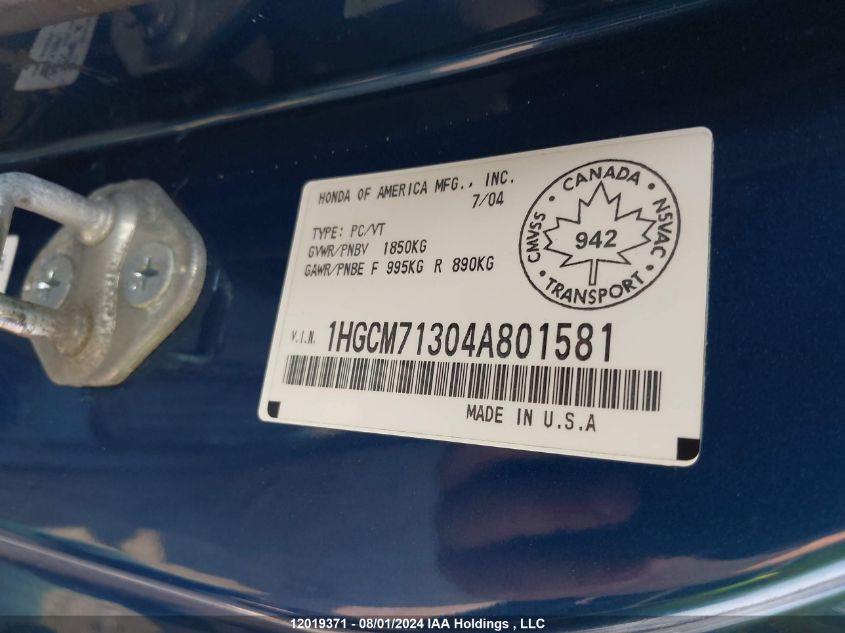 HONDA OF AMERICA MFG., INC.
7/04
TYPE: PC/VT
GVWR/PNBV 1850KG
GAWR/PNBE F 995KG R 890KG
CANADA
CMVSS
NSVAC
942
TRANSPORT
V.I.N. 1HGCM71304A801581
MADE IN U.S.A
12019371 - 08/01/2024 IAA Holdings , LLC